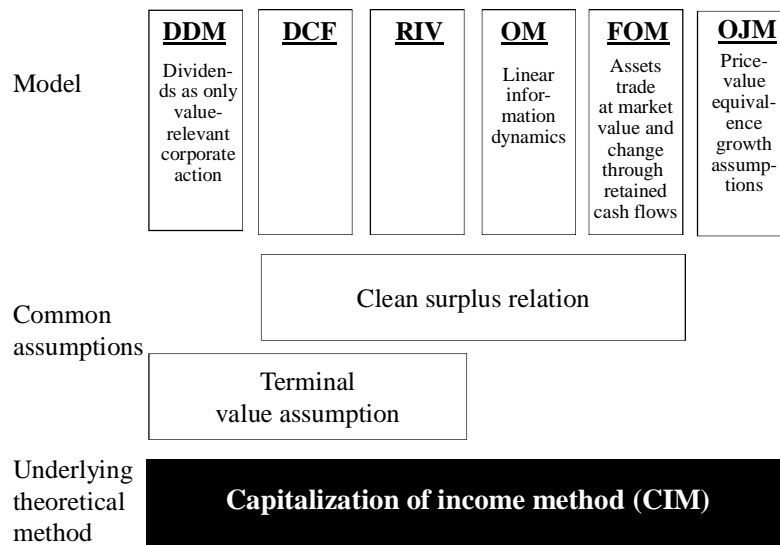 DDM
Dividen-
ds as only
value-
relevant
corporate
action
DCF
RIV
OM
Linear
infor-
mation
dynamics
FOM
Assets
trade
at market
value and
change
through
retained
cash flows
OJM
Price-
value
equival-
ence
growth
assump-
tions
Model
Clean surplus relation
Common
assumptions
Terminal
value assumption
Underlying
theoretical
method
Capitalization of income method (CIM)